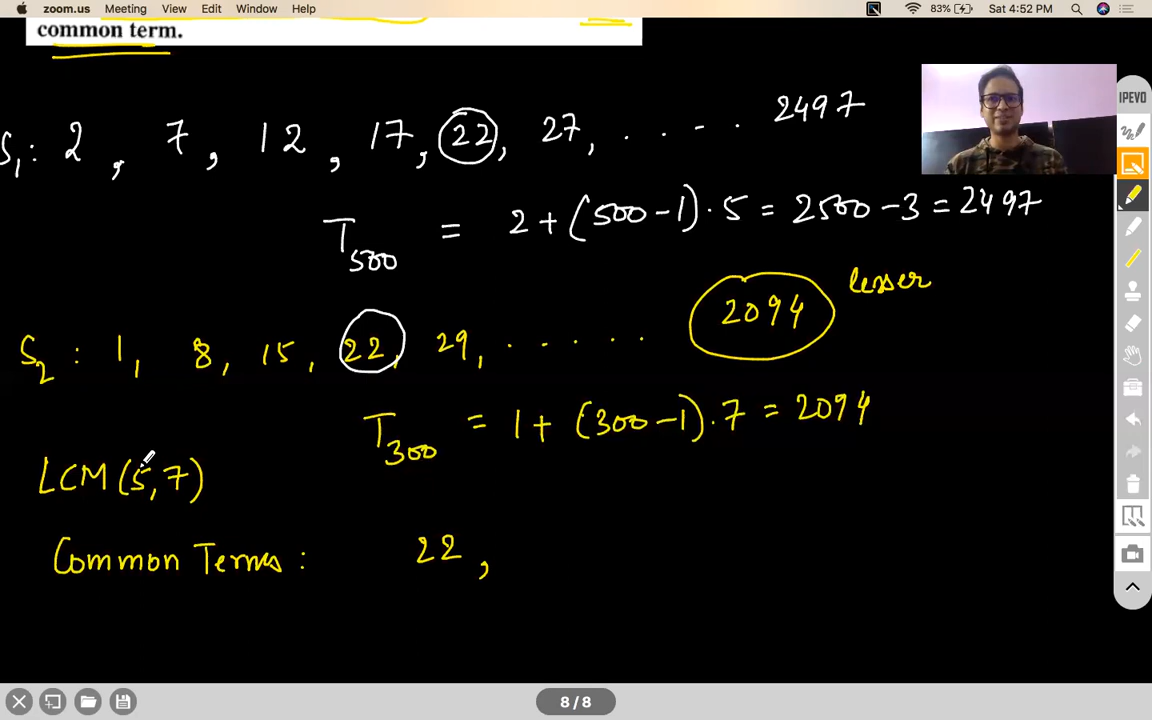 zoom.us Meeting View Edit Window Help 83% Sat 4:52 PM
common term.
S1: 2, 7, 12, 17, 22, 27, . . . - . 2497
T500 = 2 + (500 - 1) · 5 = 2500 - 3 = 2497
2094 lesser
S2 : 1, 8, 15, 22, 29, . . . . . .
T300 = 1 + (300 - 1) · 7 = 2094
LCM (5, 7)
Common Terms : 22 ,
IPEVO
8 / 8